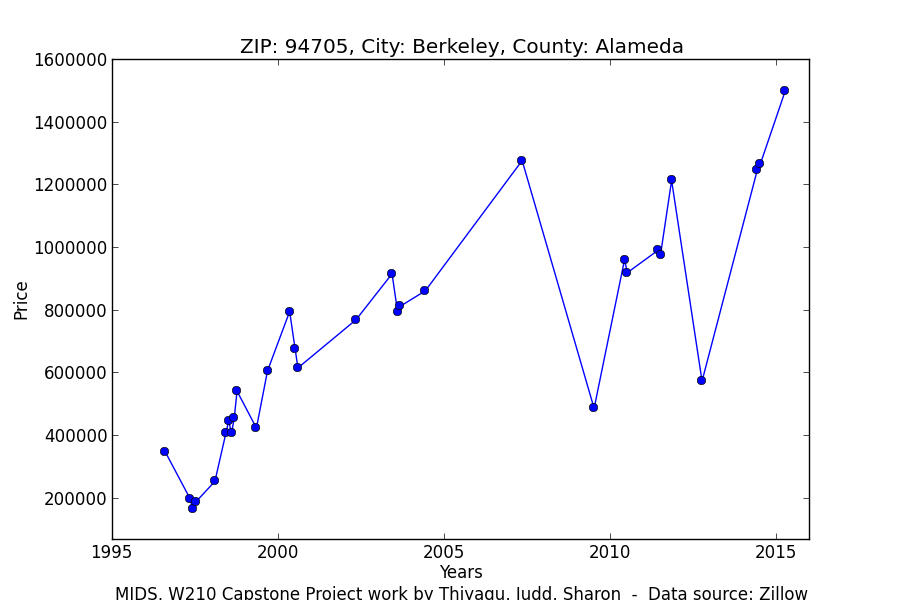 ZIP: 94705, City: Berkeley, County: Alameda
1600000
1400000
1200000
1000000
800000
600000
400000
200000
Price
1995 2000 2005 2010 2015
Years
MIDS, W210 Capstone Project work by Thiyagu, Judd, Sharon - Data source: Zillow